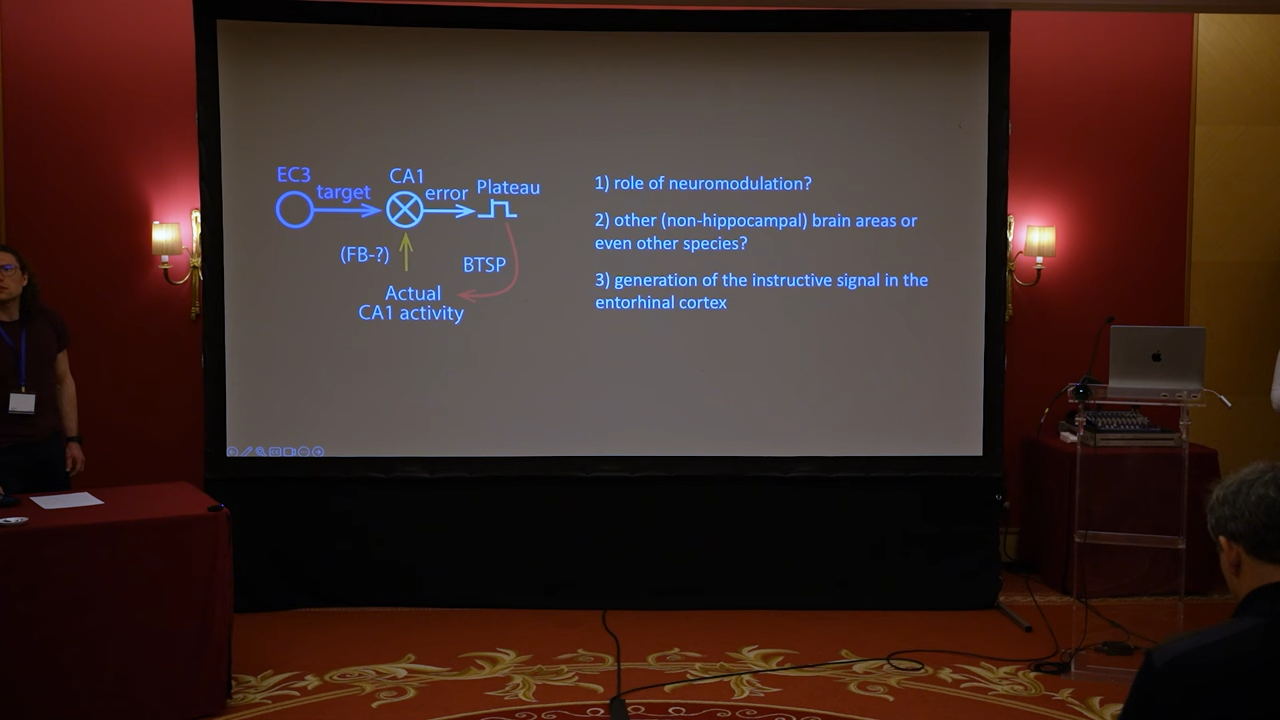 EC3
target
CA1
error
Plateau
(FB-?)
BTSP
Actual
CA1 activity
1) role of neuromodulation?
2) other (non-hippocampal) brain areas or
even other species?
3) generation of the instructive signal in the
entorhinal cortex